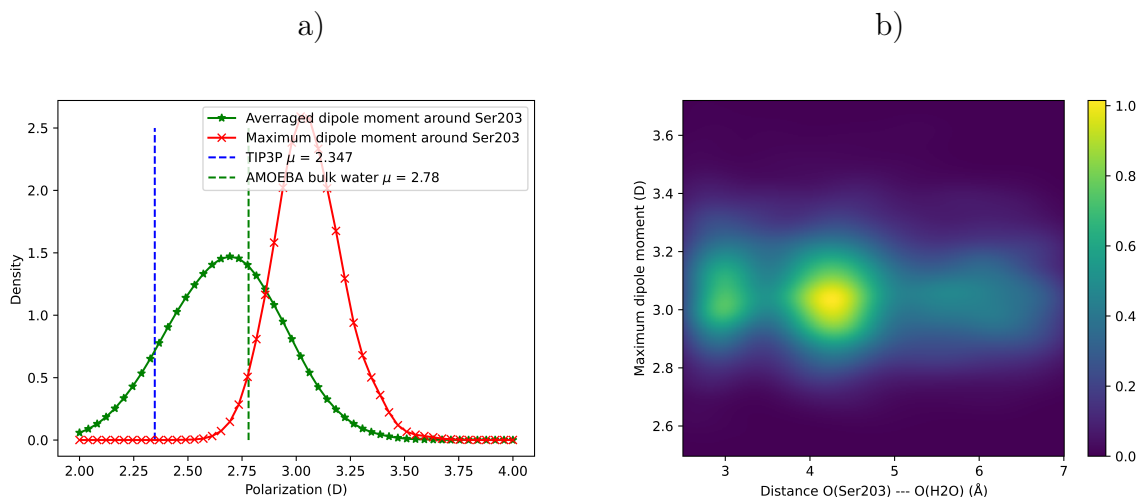 a)
b)
Averraged dipole moment around Ser203
Maximum dipole moment around Ser203
TIP3P μ = 2.347
AMOEBA bulk water μ = 2.78
Density
2.5
2.0
1.5
1.0
0.5
0.0
2.00 2.25 2.50 2.75 3.00 3.25 3.50 3.75 4.00
Polarization (D)
Maximum dipole moment (D)
3.6
3.4
3.2
3.0
2.8
2.6
3 4 5 6 7
Distance O(Ser203) --- O(H2O) (Å)
1.0
0.8
0.6
0.4
0.2
0.0